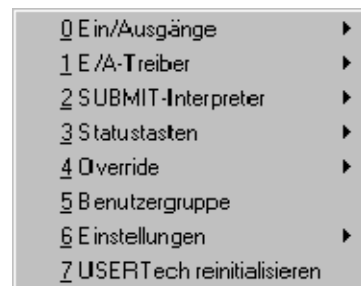 0 Ein/Ausgänge
1 E/A-Treiber
2 SUBMIT-Interpreter
3 Statustasten
4 Override
5 Benutzergruppe
6 Einstellungen
7 USERTech reinitialisieren